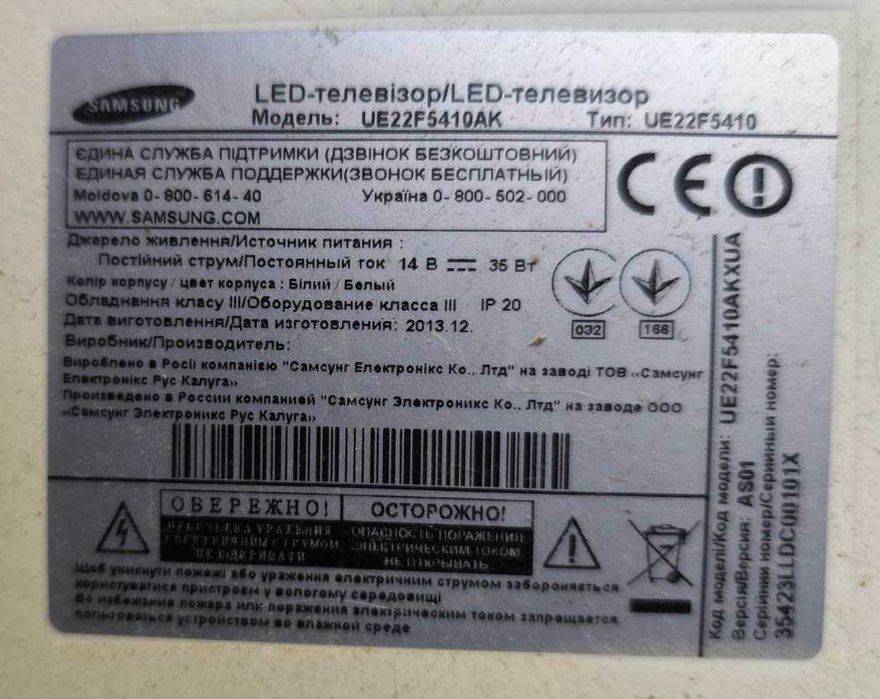 SAMSUNG
LED-телевізор/LED-телевизор
Модель: UE22F5410AK Тип: UE22F5410
ЄДИНА СЛУЖБА ПІДТРИМКИ (ДЗВІНОК БЕЗКОШТОВНИЙ)
ЕДИНАЯ СЛУЖБА ПОДДЕРЖКИ(ЗВОНОК БЕСПЛАТНЫЙ)
Moldova 0-800-614-40 Україна 0-800-502-000
WWW.SAMSUNG.COM
CE
Джерело живлення/Источник питания :
Постійний струм/Постоянный ток 14 В 35 Вт
Колір корпусу / цвет корпуса : Білий / Белый
Обладнання класу III/Оборудование класса III IP 20
Дата виготовлення/Дата изготовления: 2013.12.
032 166
Виробник/Производитель:
Вироблено в Росії компанією "Самсунг Електронікс Ко., Лтд" на заводі ТОВ «Самсунг
Електронікс Рус Калуга»
Произведено в России компанией "Самсунг Электроникс Ко., Лтд" на заводе ООО
«Самсунг Электроникс Рус Калуга»
ОБЕРЕЖНО! ОСТОРОЖНО!
НЕБЕЗПЕКА УРАЖЕННЯ
ЕЛЕКТРИЧНИМ СТРУМОМ
НЕ ВІДКРИВАТИ
ОПАСНОСТЬ ПОРАЖЕНИЯ
ЭЛЕКТРИЧЕСКИМ ТОКОМ
НЕ ОТКРЫВАТЬ
Щоб уникнути пожежі або ураження електричним струмом забороняється
користуватися пристроєм у вологому середовищі
Во избежание пожара или поражения электрическим током запрещается
пользоваться устройством во влажной среде
Код моделі/Код модели: UE22F5410AKXUA
Версія/Версия: AS01
Серійний номер/Серийный номер:
35423LLDC00101X